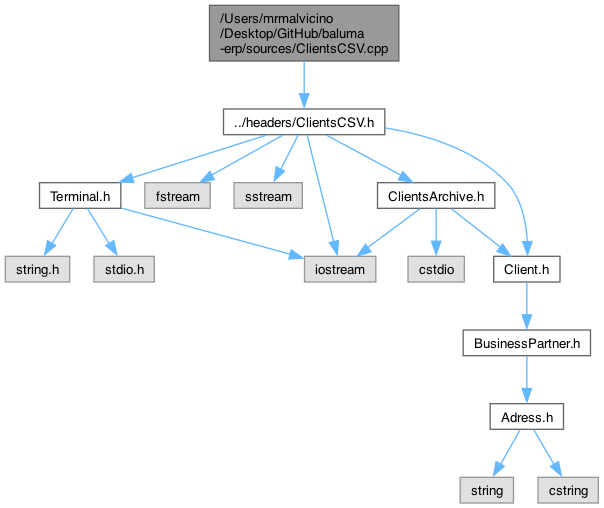 /Users/mrmalvicino
/Desktop/GitHub/baluma
-erp/sources/ClientsCSV.cpp
../headers/ClientsCSV.h
Terminal.h
fstream
sstream
ClientsArchive.h
string.h
stdio.h
iostream
cstdio
Client.h
BusinessPartner.h
Adress.h
string
cstring